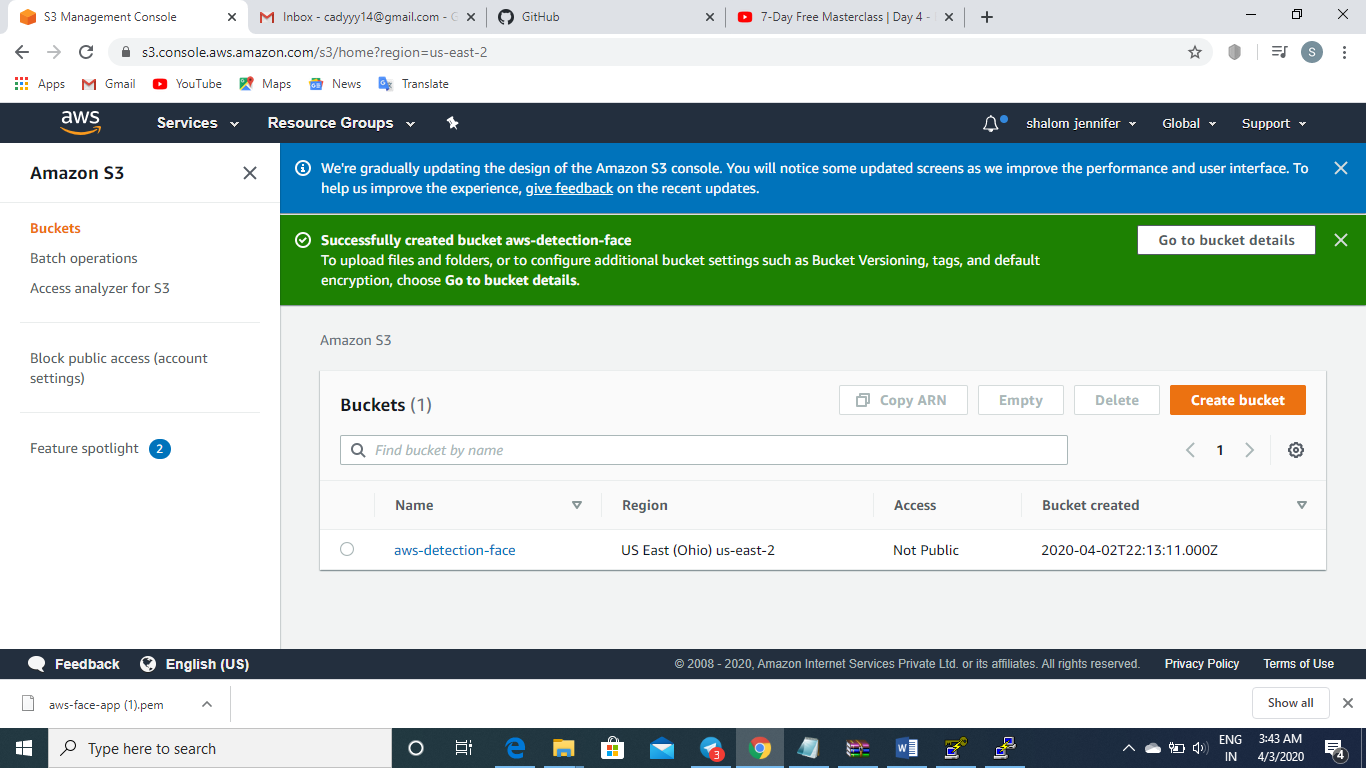 S3 Management Console
Inbox - cadyyy14@gmail.com - G
GitHub
7-Day Free Masterclass | Day 4 -
s3.console.aws.amazon.com/s3/home?region=us-east-2
S
Apps
Gmail
YouTube
Maps
News
Translate
aws
Services
Resource Groups
shalom jennifer
Global
Support
Amazon S3
Buckets
Batch operations
Access analyzer for S3
Block public access (account
settings)
Feature spotlight
2
We're gradually updating the design of the Amazon S3 console. You will notice some updated screens as we improve the performance and user interface. To
help us improve the experience, give feedback on the recent updates.
Successfully created bucket aws-detection-face
To upload files and folders, or to configure additional bucket settings such as Bucket Versioning, tags, and default
encryption, choose Go to bucket details.
Go to bucket details
Amazon S3
Buckets (1)
Copy ARN
Empty
Delete
Create bucket
Find bucket by name
1
Name
Region
Access
Bucket created
aws-detection-face
US East (Ohio) us-east-2
Not Public
2020-04-02T22:13:11.000Z
Feedback
English (US)
© 2008 - 2020, Amazon Internet Services Private Ltd. or its affiliates. All rights reserved.
Privacy Policy
Terms of Use
aws-face-app (1).pem
Show all
Type here to search
3
ENG
IN
3:43 AM
4/3/2020
4